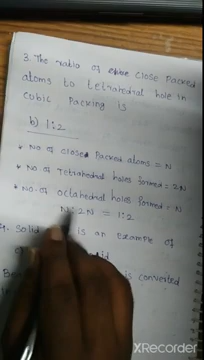 3. The ratio of close Packed
atoms to tetrahedral hole in
cubic packing is
b) 1:2
* No of closed Packed atoms = N
* No. of Tetrahedral holes formed = 2N
* No. of octahedral holes formed = N
N:2N = 1:2
4. solid is an example of
is converted
XRecorder